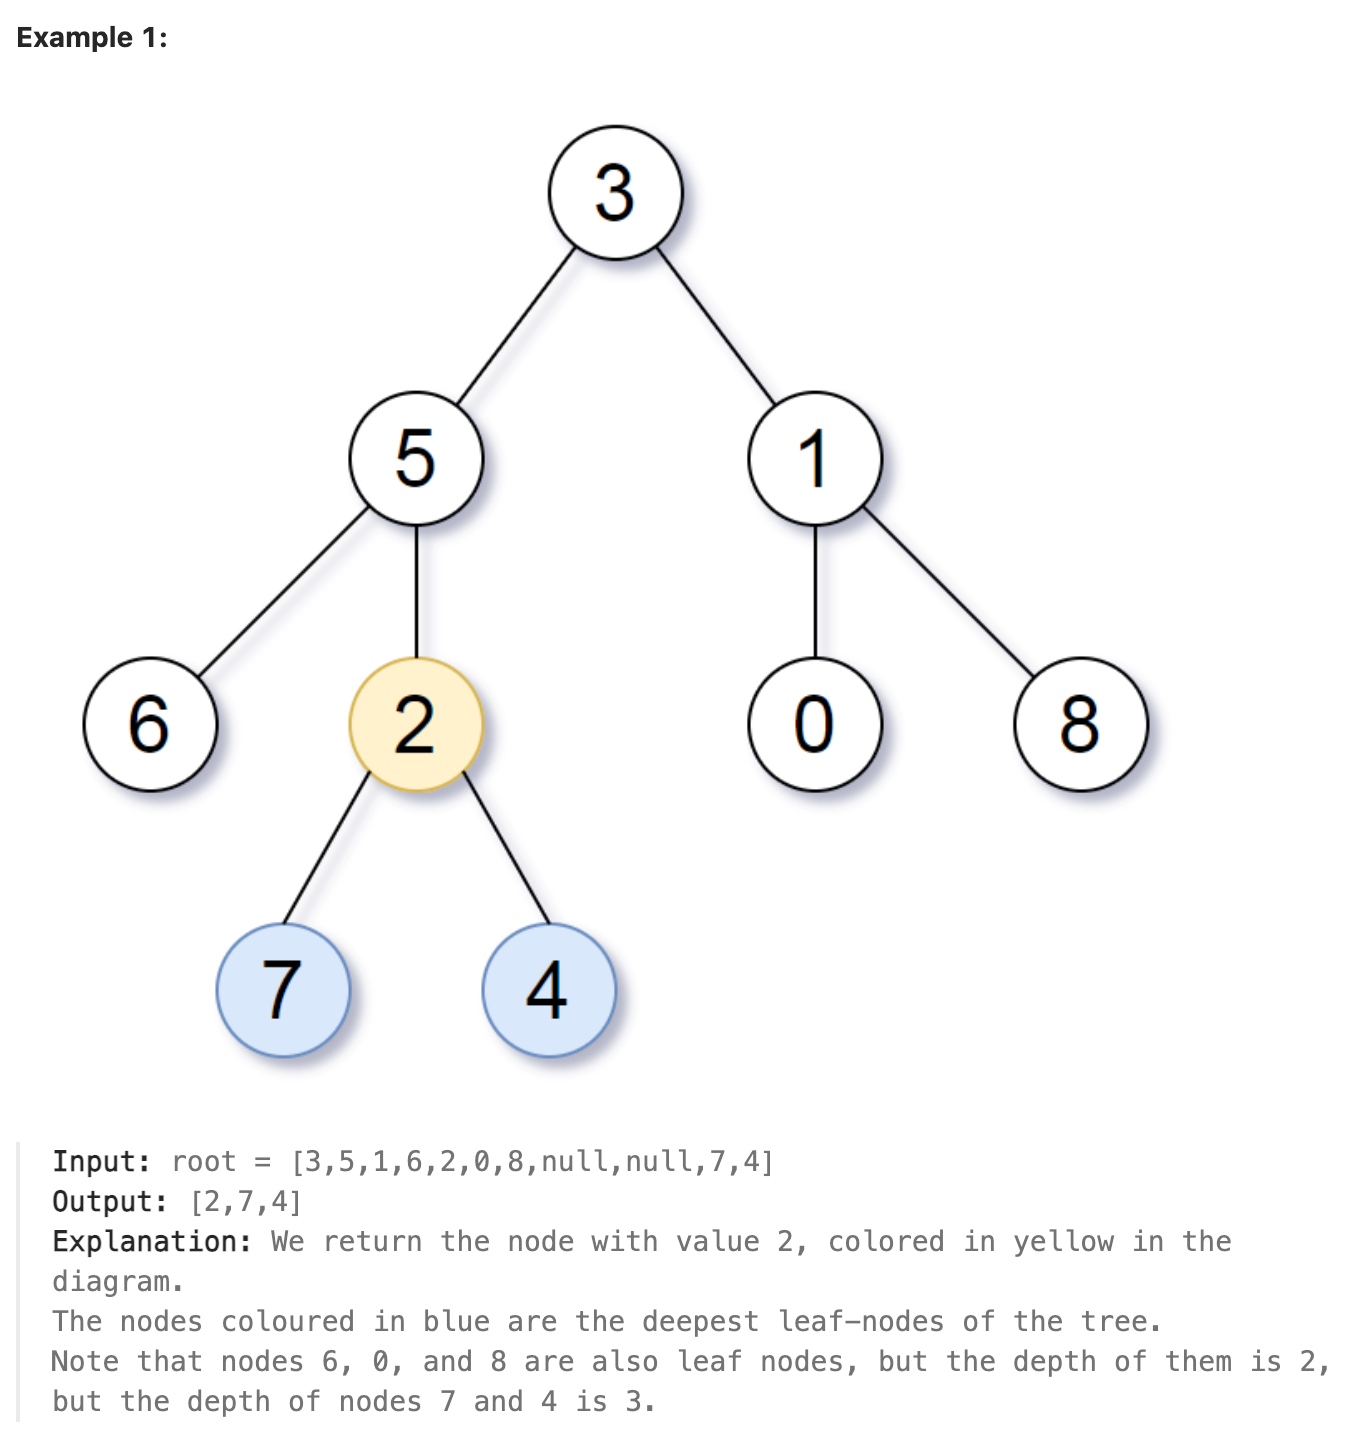 Example 1:
3
5
1
6
2
0
8
7
4
Input: root = [3,5,1,6,2,0,8,null,null,7,4]
Output: [2,7,4]
Explanation: We return the node with value 2, colored in yellow in the
diagram.
The nodes coloured in blue are the deepest leaf-nodes of the tree.
Note that nodes 6, 0, and 8 are also leaf nodes, but the depth of them is 2,
but the depth of nodes 7 and 4 is 3.